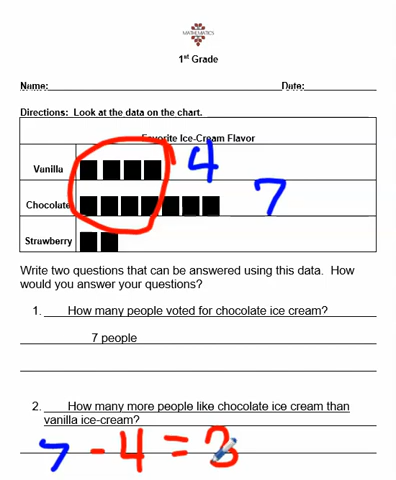 MATHEMATICS
1st Grade
Name: Date:
Directions: Look at the data on the chart.
Favorite Ice-Cream Flavor
Vanilla 4
Chocolate 7
Strawberry
Write two questions that can be answered using this data. How
would you answer your questions?
1. How many people voted for chocolate ice cream?
7 people
2. How many more people like chocolate ice cream than
vanilla ice-cream?
7 - 4 = 3